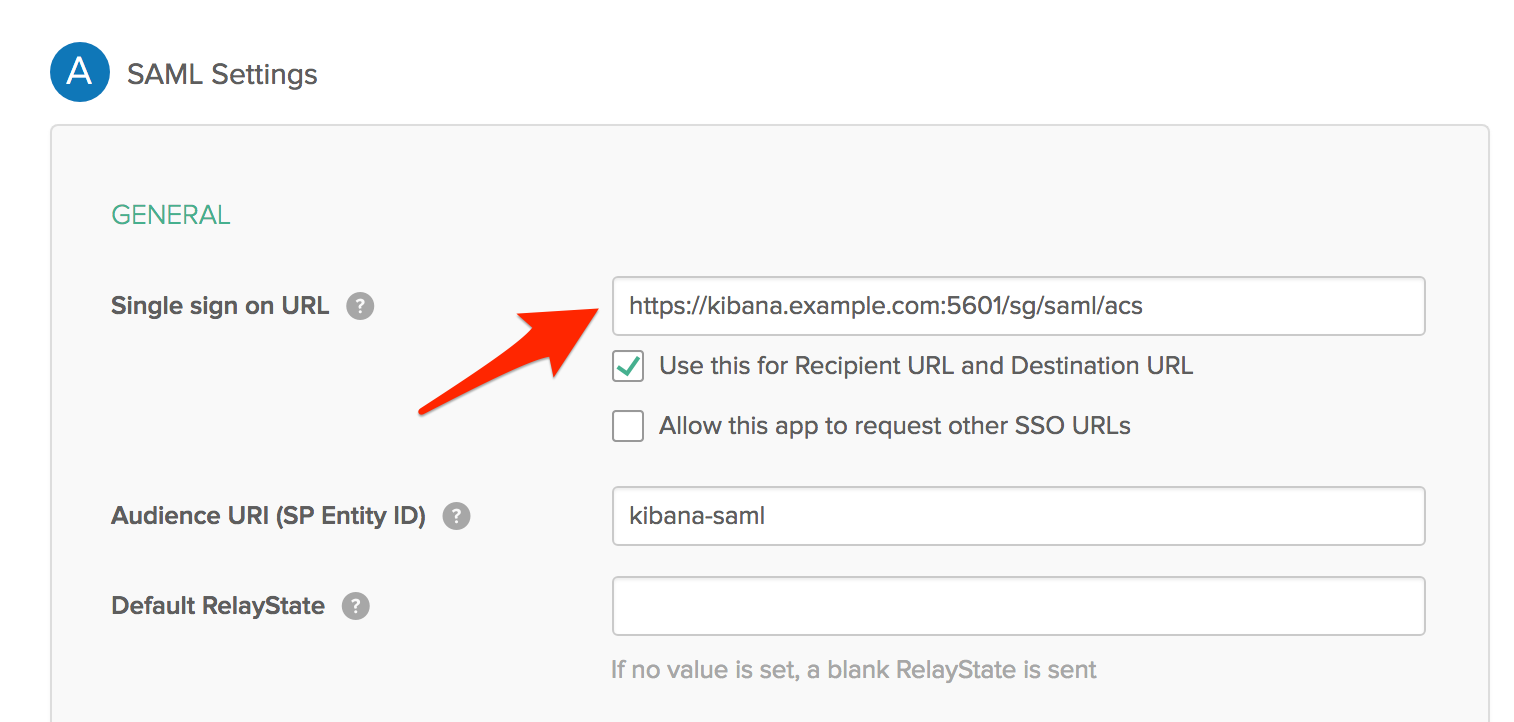 A SAML Settings
GENERAL
Single sign on URL ? https://kibana.example.com:5601/sg/saml/acs
Use this for Recipient URL and Destination URL
Allow this app to request other SSO URLs
Audience URI (SP Entity ID) ? kibana-saml
Default RelayState ?
If no value is set, a blank RelayState is sent